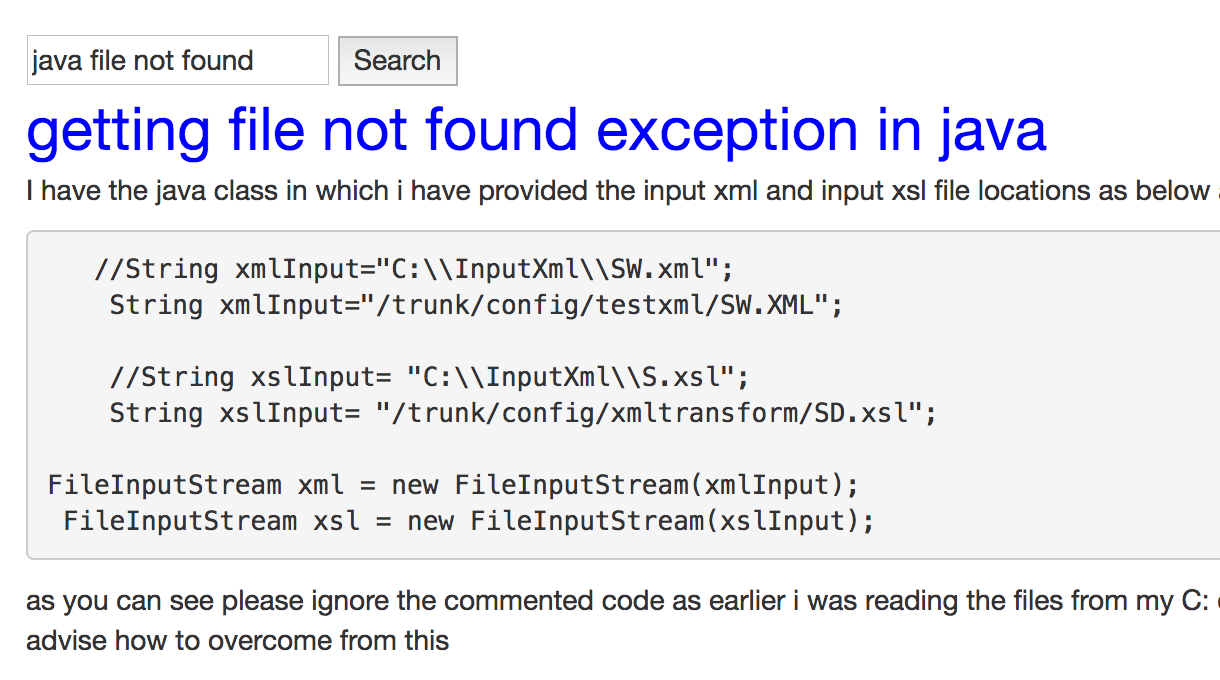 java file not found
Search
getting file not found exception in java
I have the java class in which i have provided the input xml and input xsl file locations as below
//String xmlInput="C:\\InputXml\\SW.xml";
String xmlInput="/trunk/config/testxml/SW.XML";
//String xslInput= "C:\\InputXml\\S.xsl";
String xslInput= "/trunk/config/xmltransform/SD.xsl";
FileInputStream xml = new FileInputStream(xmlInput);
FileInputStream xsl = new FileInputStream(xslInput);
as you can see please ignore the commented code as earlier i was reading the files from my C:
advise how to overcome from this